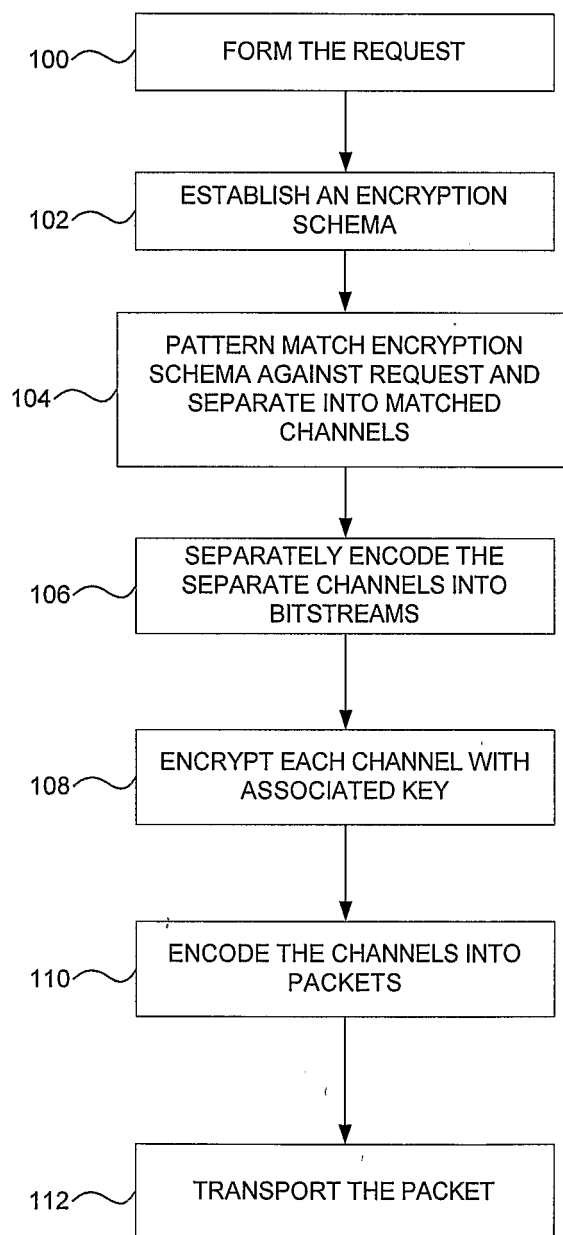 100
FORM THE REQUEST
102
ESTABLISH AN ENCRYPTION
SCHEMA
104
PATTERN MATCH ENCRYPTION
SCHEMA AGAINST REQUEST AND
SEPARATE INTO MATCHED
CHANNELS
106
SEPARATELY ENCODE THE
SEPARATE CHANNELS INTO
BITSTREAMS
108
ENCRYPT EACH CHANNEL WITH
ASSOCIATED KEY
110
ENCODE THE CHANNELS INTO
PACKETS
112
TRANSPORT THE PACKET